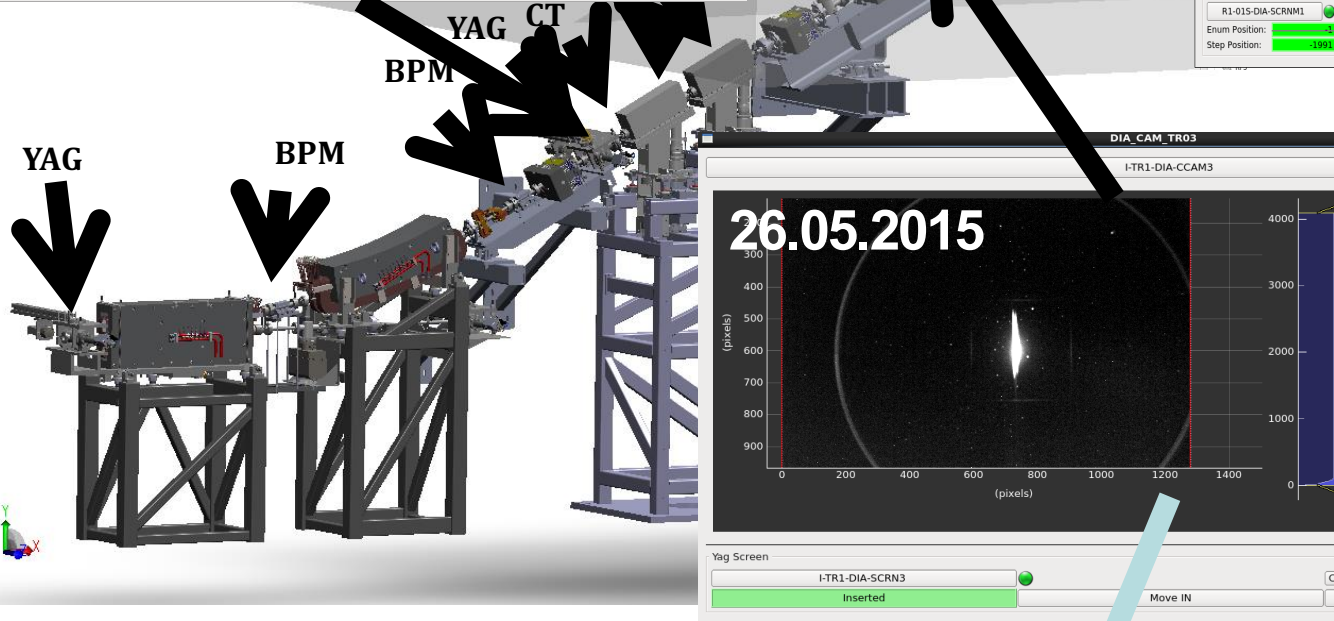 YAG
CT
BPM
YAG
BPM
R1-01S-DIA-SCRNM1
Enum Position:
-1
Step Position:
-1991
DIA_CAM_TR03
I-TR1-DIA-CCAM3
26.05.2015
300
400
500
600
700
800
900
(pixels)
0
200
400
600
800
1000
1200
1400
(pixels)
4000
3000
2000
1000
0
Yag Screen
I-TR1-DIA-SCRN3
Inserted
Move IN
Y
X